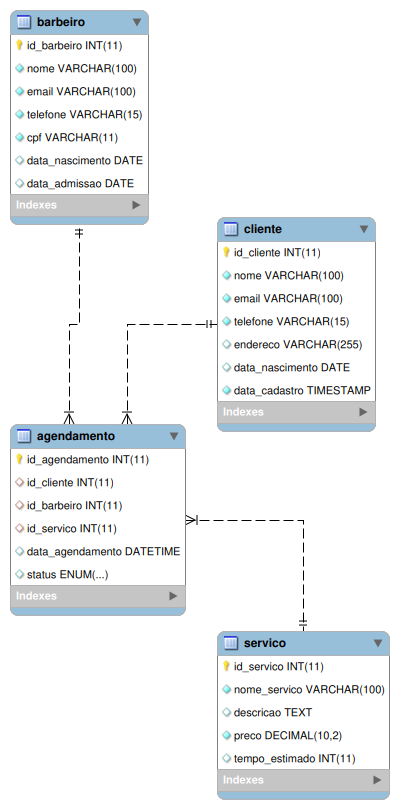 barbeiro
id_barbeiro INT(11)
nome VARCHAR(100)
email VARCHAR(100)
telefone VARCHAR(15)
cpf VARCHAR(11)
data_nascimento DATE
data_admissao DATE
Indexes
cliente
id_cliente INT(11)
nome VARCHAR(100)
email VARCHAR(100)
telefone VARCHAR(15)
endereco VARCHAR(255)
data_nascimento DATE
data_cadastro TIMESTAMP
Indexes
agendamento
id_agendamento INT(11)
id_cliente INT(11)
id_barbeiro INT(11)
id_servico INT(11)
data_agendamento DATETIME
status ENUM(...)
Indexes
servico
id_servico INT(11)
nome_servico VARCHAR(100)
descricao TEXT
preco DECIMAL(10,2)
tempo_estimado INT(11)
Indexes